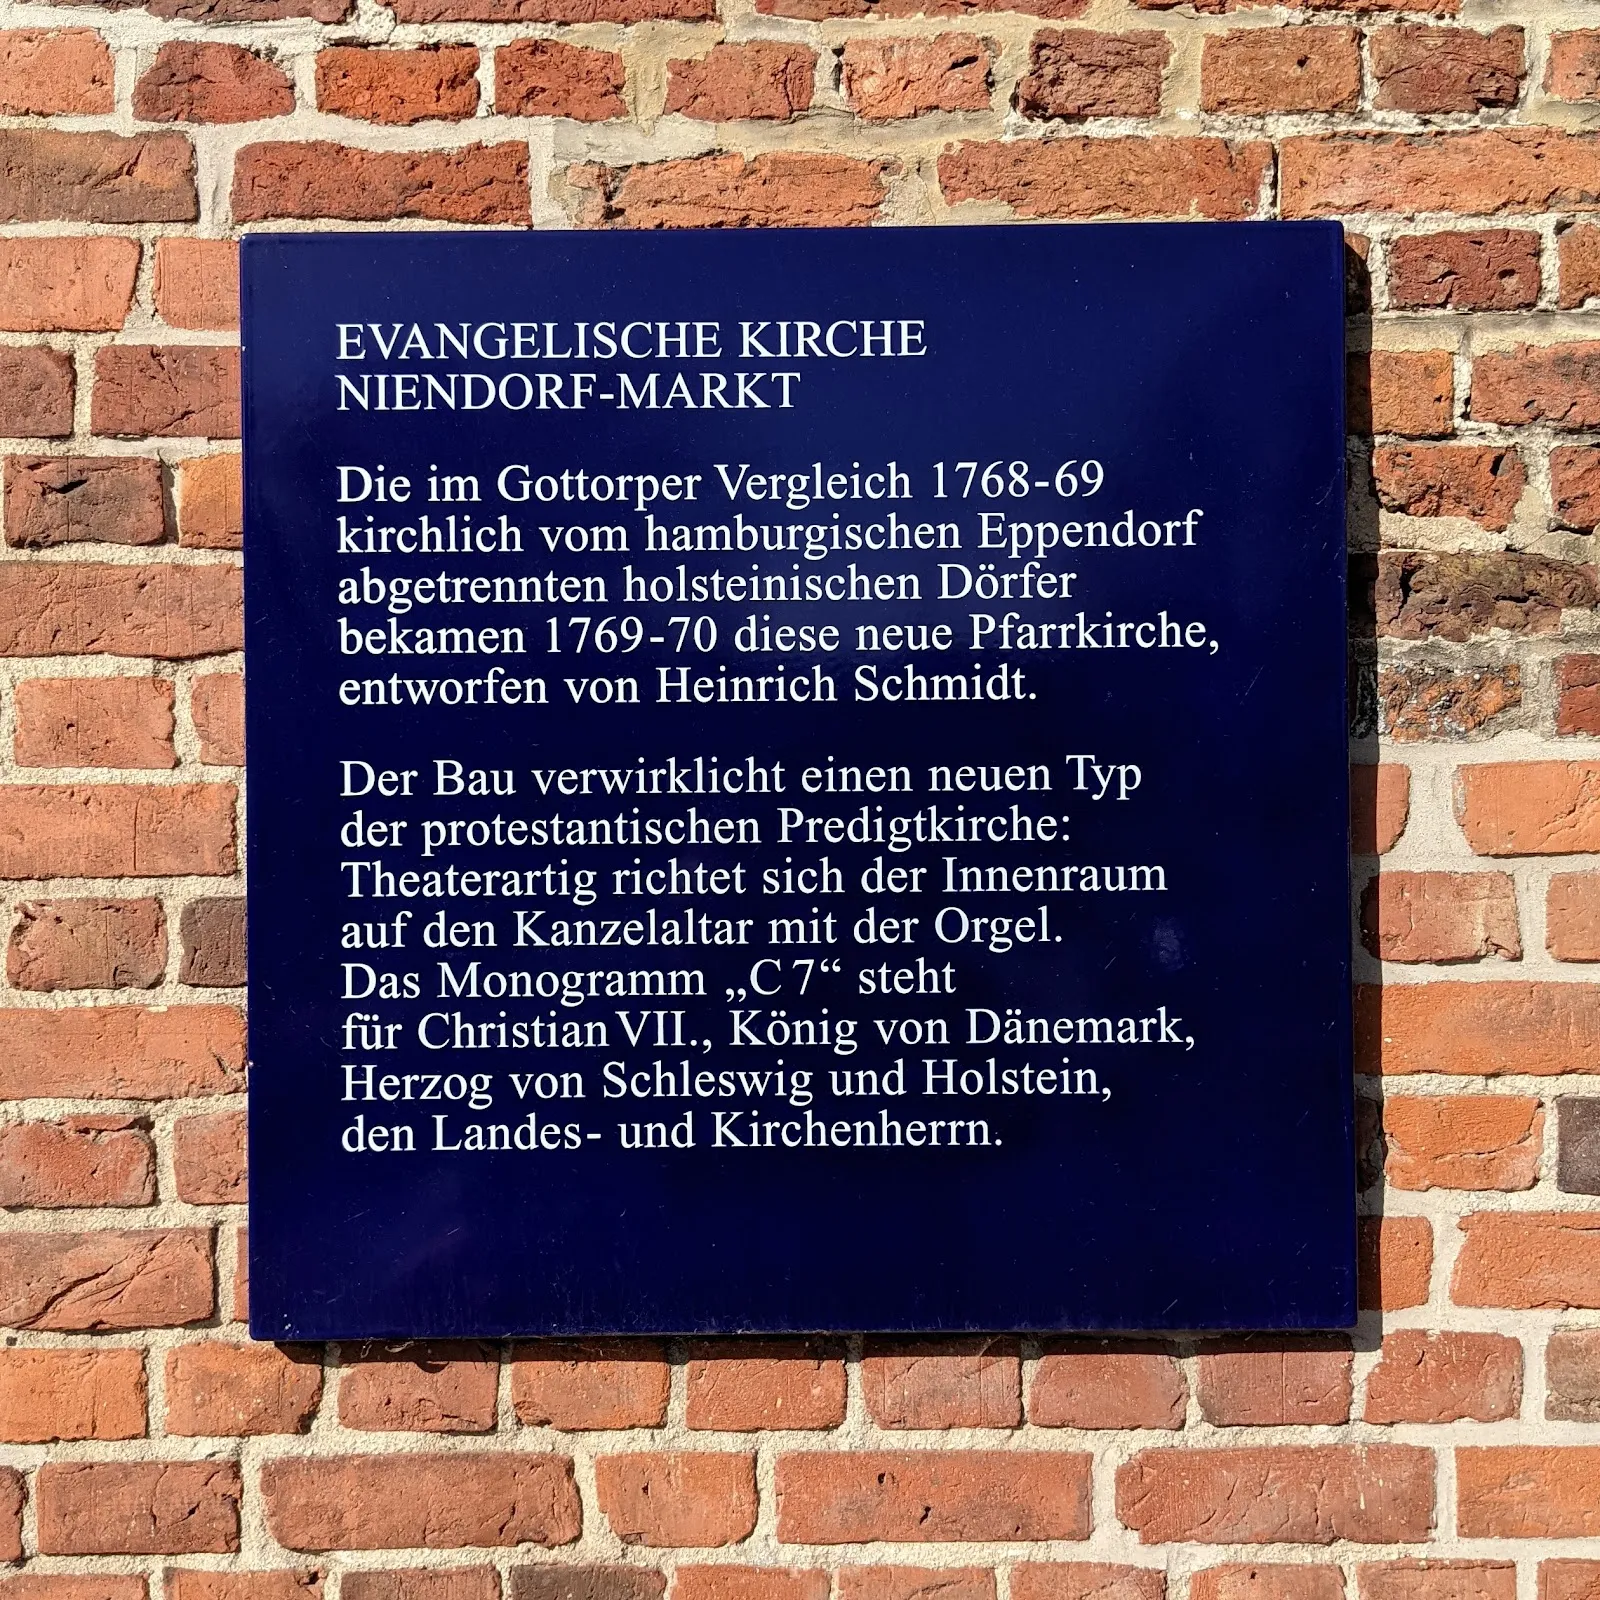 EVANGELISCHE KIRCHE
NIENDORF-MARKT
Die im Gottorper Vergleich 1768-69
kirchlich vom hamburgischen Eppendorf
abgetrennten holsteinischen Dörfer
bekamen 1769-70 diese neue Pfarrkirche,
entworfen von Heinrich Schmidt.
Der Bau verwirklicht einen neuen Typ
der protestantischen Predigtkirche:
Theaterartig richtet sich der Innenraum
auf den Kanzelaltar mit der Orgel.
Das Monogramm „C 7“ steht
für Christian VII., König von Dänemark,
Herzog von Schleswig und Holstein,
den Landes- und Kirchenherrn.